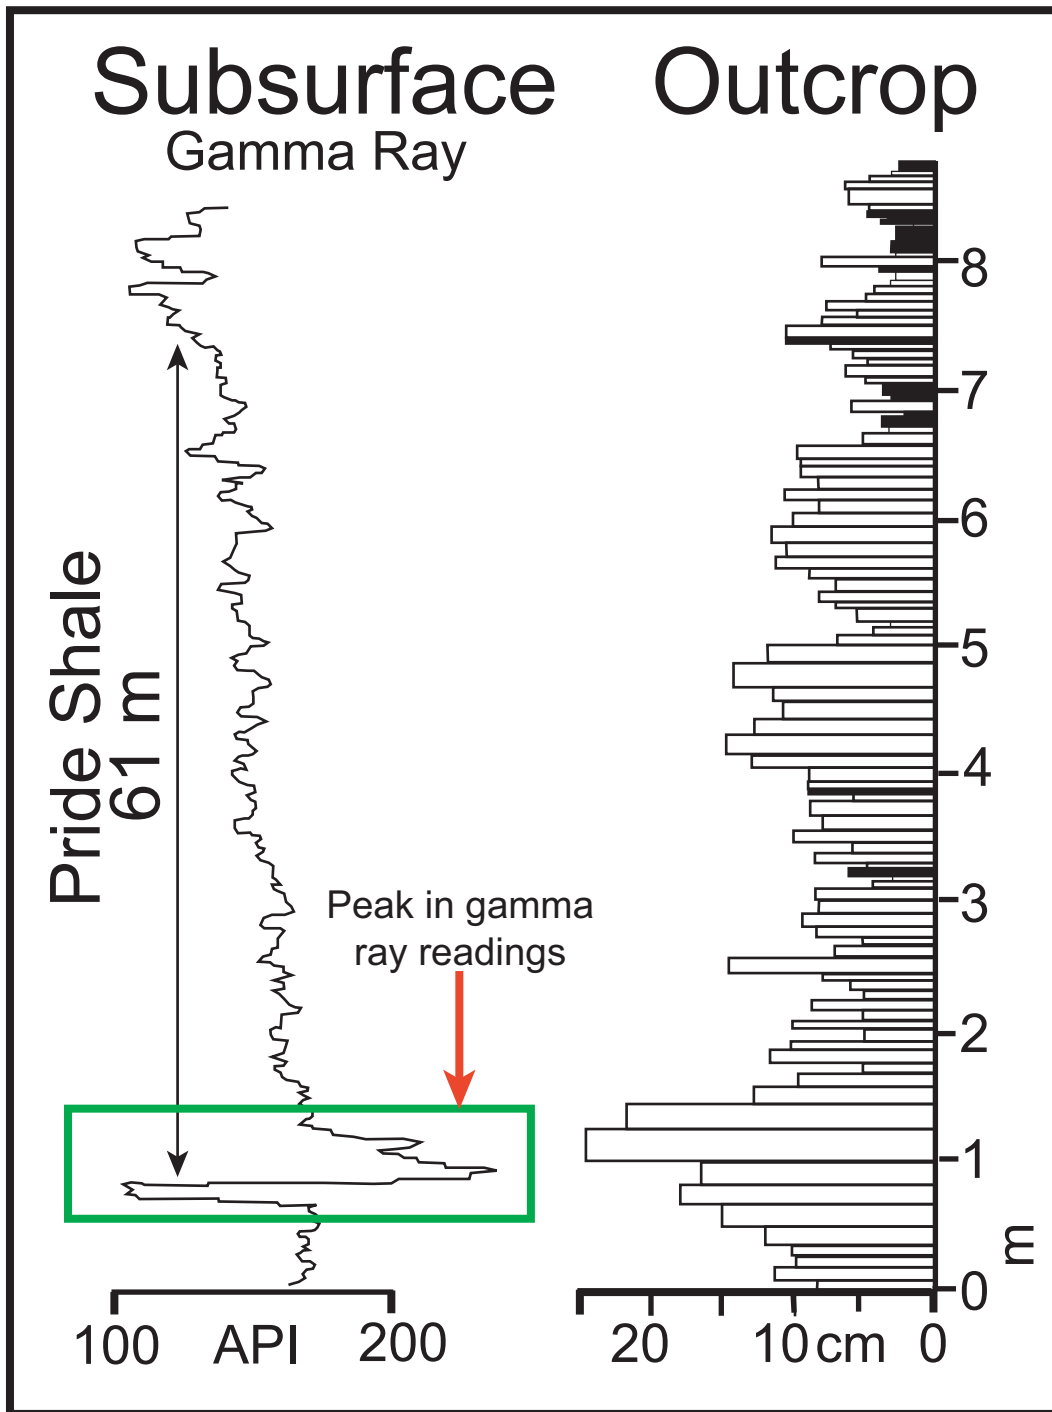 Subsurface
Gamma Ray
Outcrop
Pride Shale
61 m
Peak in gamma
ray readings
8
7
6
5
4
3
2
1
0
m
100 API 200
20 10 cm 0